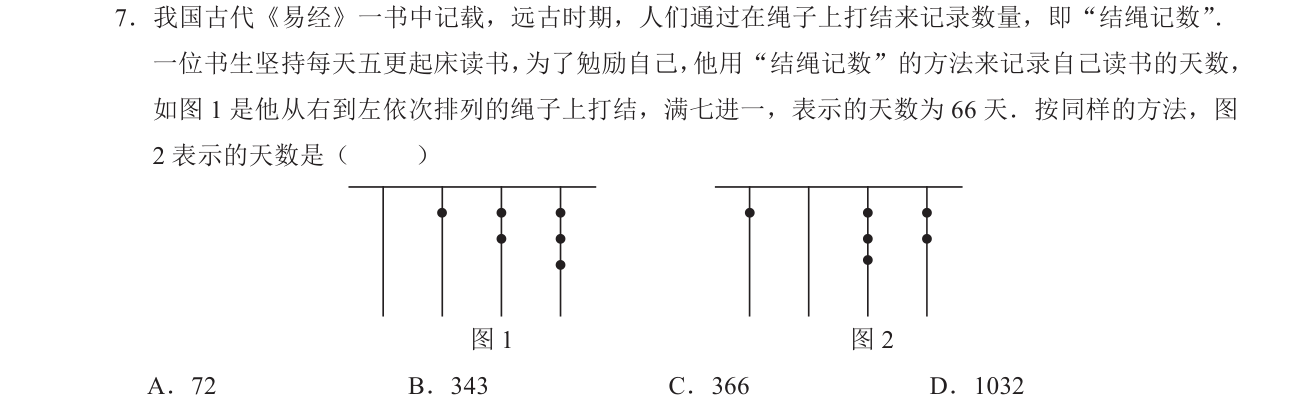 7．我国古代《易经》一书中记载，远古时期，人们通过在绳子上打结来记录数量，即“结绳记数”．
一位书生坚持每天五更起床读书，为了勉励自己，他用“结绳记数”的方法来记录自己读书的天数，
如图 1 是他从右到左依次排列的绳子上打结，满七进一，表示的天数为 66 天．按同样的方法，图
2 表示的天数是（　　）
图 1　图 2
A．72　B．343　C．366　D．1032